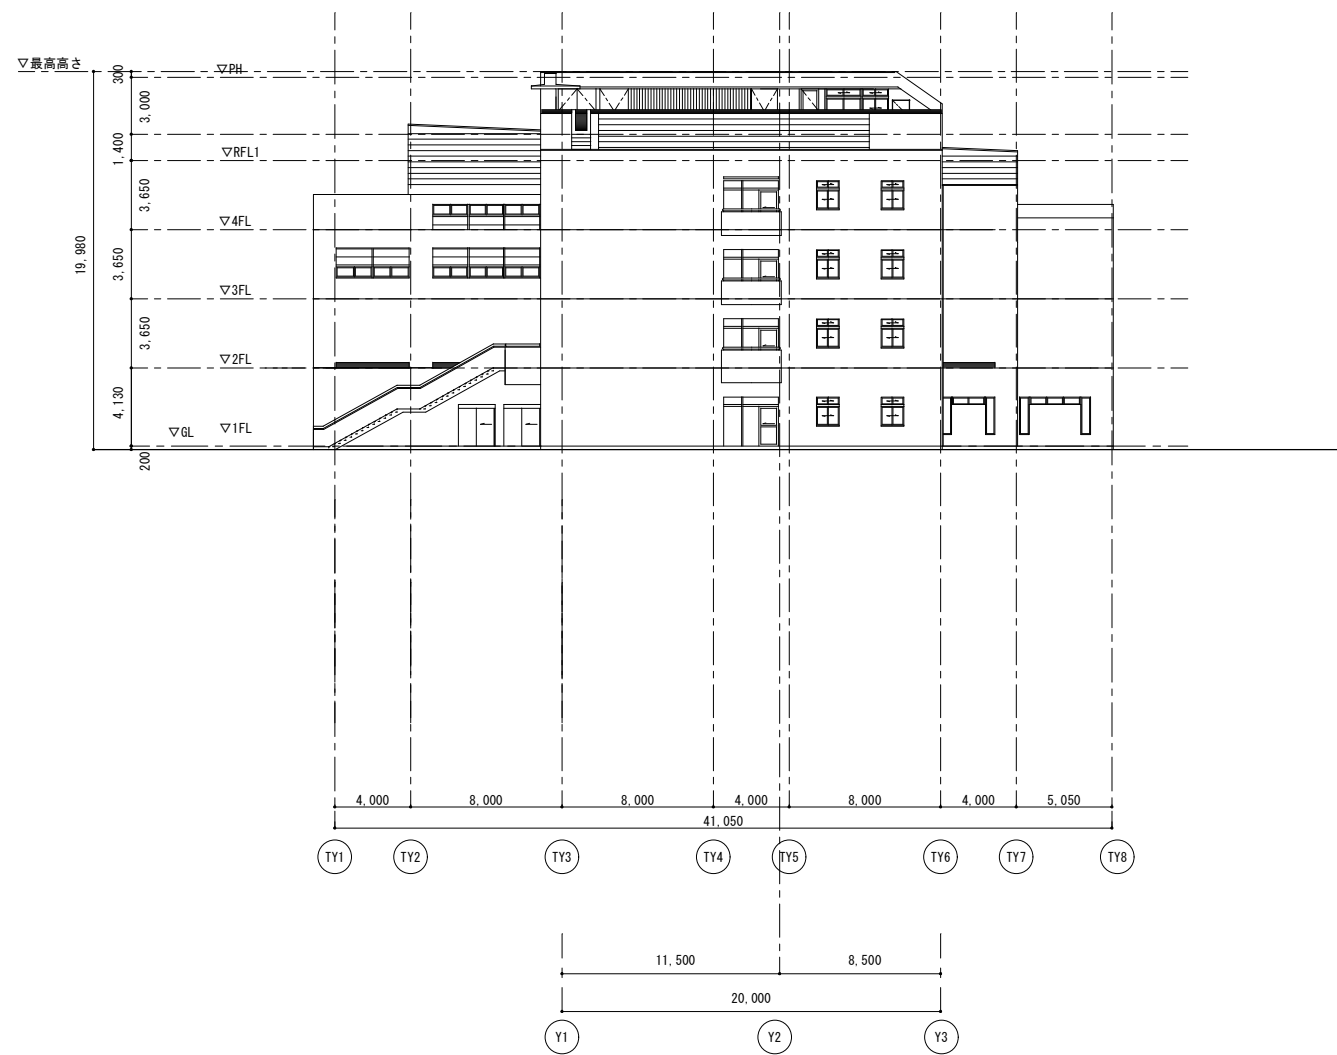 ▽最高高さ
▽PH
300
3,000
1,400
▽RFL1
3,650
▽4FL
19,980
3,650
▽3FL
3,650
▽2FL
4,130
▽GL
▽1FL
200
4,000
8,000
8,000
4,000
8,000
4,000
5,050
41,050
TY1
TY2
TY3
TY4
TY5
TY6
TY7
TY8
11,500
8,500
20,000
Y1
Y2
Y3